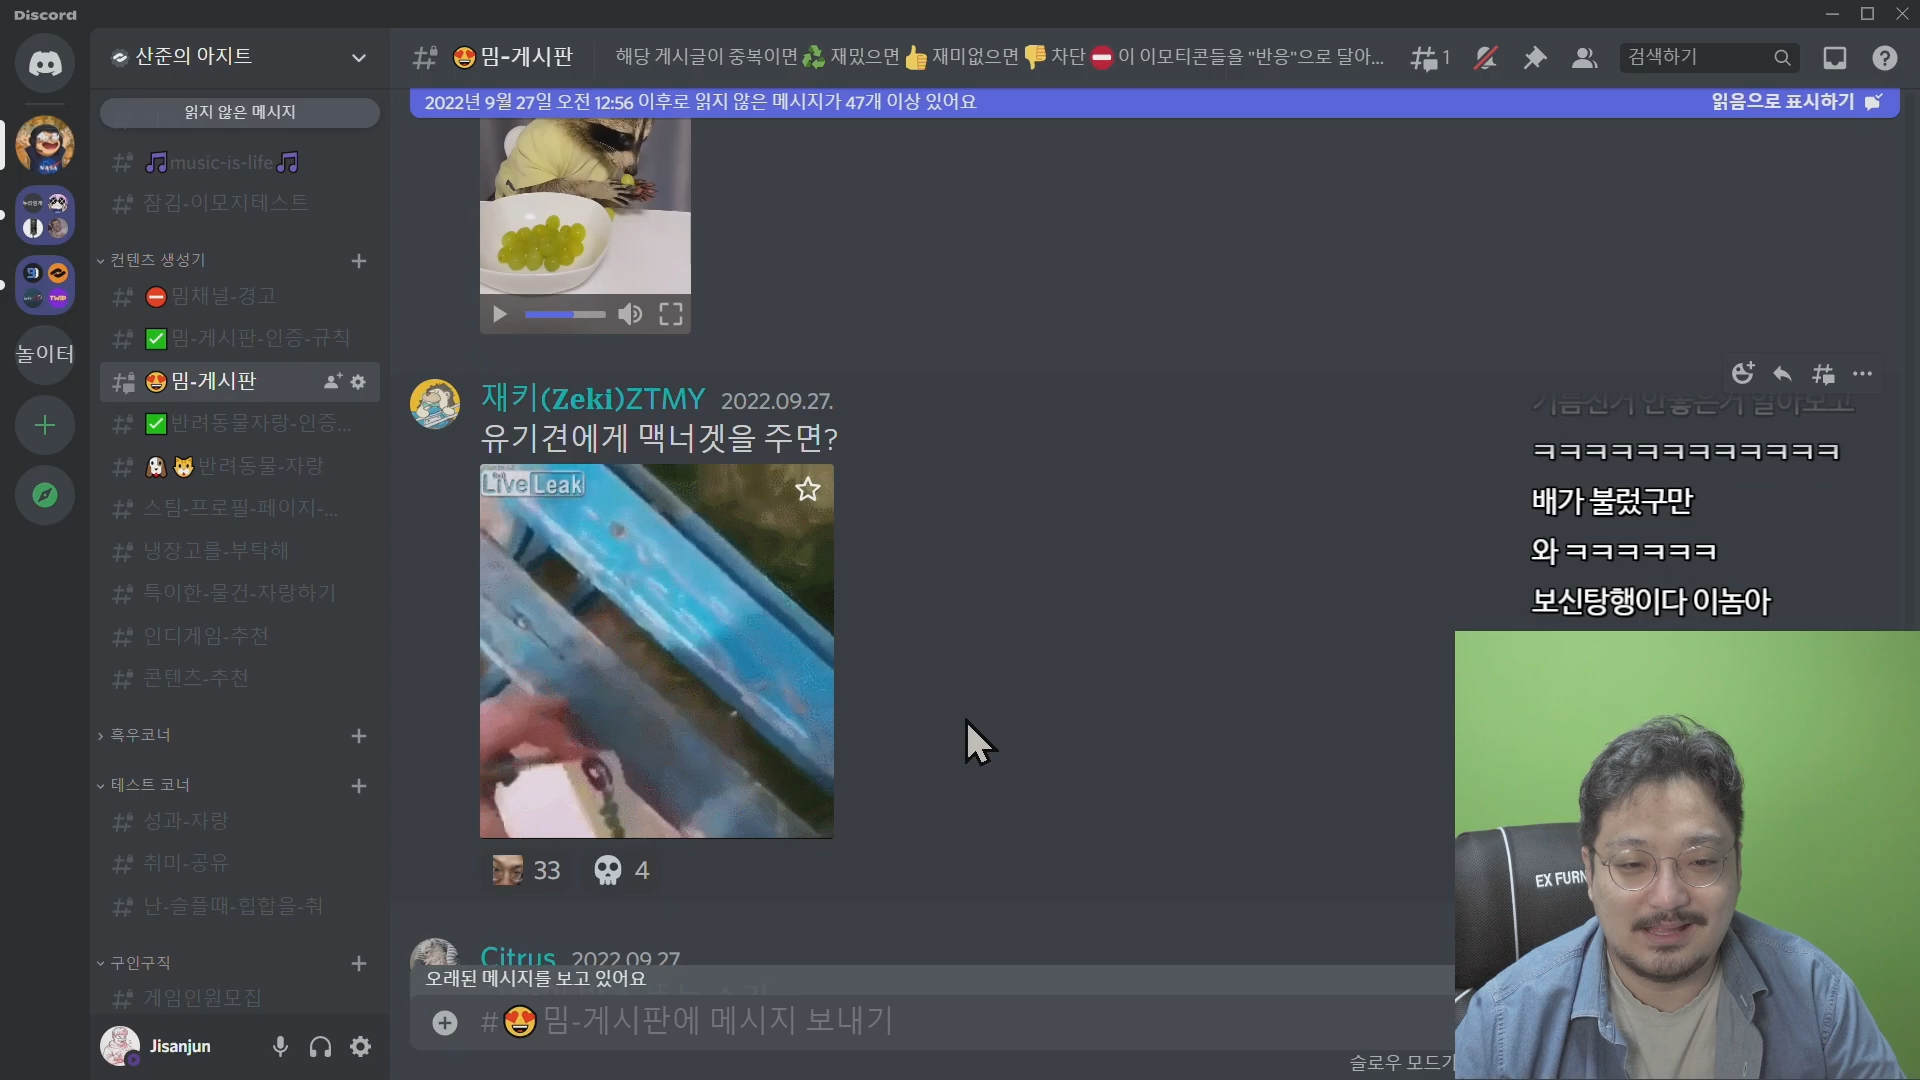 Discord
산준의 아지트
읽지 않은 메시지
music-is-life
잠김-이모지테스트
컨텐츠 생성기
밈채널-경고
밈-게시판-인증-규칙
밈-게시판
반려동물자랑-인증...
반려동물-자랑
스팀-프로필-페이지-...
냉장고를-부탁해
특이한-물건-자랑하기
인디게임-추천
콘텐츠-추천
흑우코너
테스트 코너
성과-자랑
취미-공유
난-슬플때-힙합을-춰
구인구직
게임인원모집
Jisanjun
놀이터
TWIP
밈-게시판
해당 게시글이 중복이면 ♻ 재밌으면 👍 재미없으면 👎 차단 ⛔ 이 이모티콘들을 "반응"으로 달아...
1
검색하기
2022년 9월 27일 오전 12:56 이후로 읽지 않은 메시지가 47개 이상 있어요
읽음으로 표시하기
재키(Zeki)ZTMY 2022.09.27.
유기견에게 맥너겟을 주면?
LiveLeak
33
4
Citrus 2022.09.27.
오래된 메시지를 보고 있어요
#😍밈-게시판에 메시지 보내기
슬로우 모드가
ㅋㅋㅋㅋㅋㅋㅋㅋㅋㅋㅋㅋ
배가 불렀구만
와 ㅋㅋㅋㅋㅋㅋ
보신탕행이다 이놈아
EX FURN